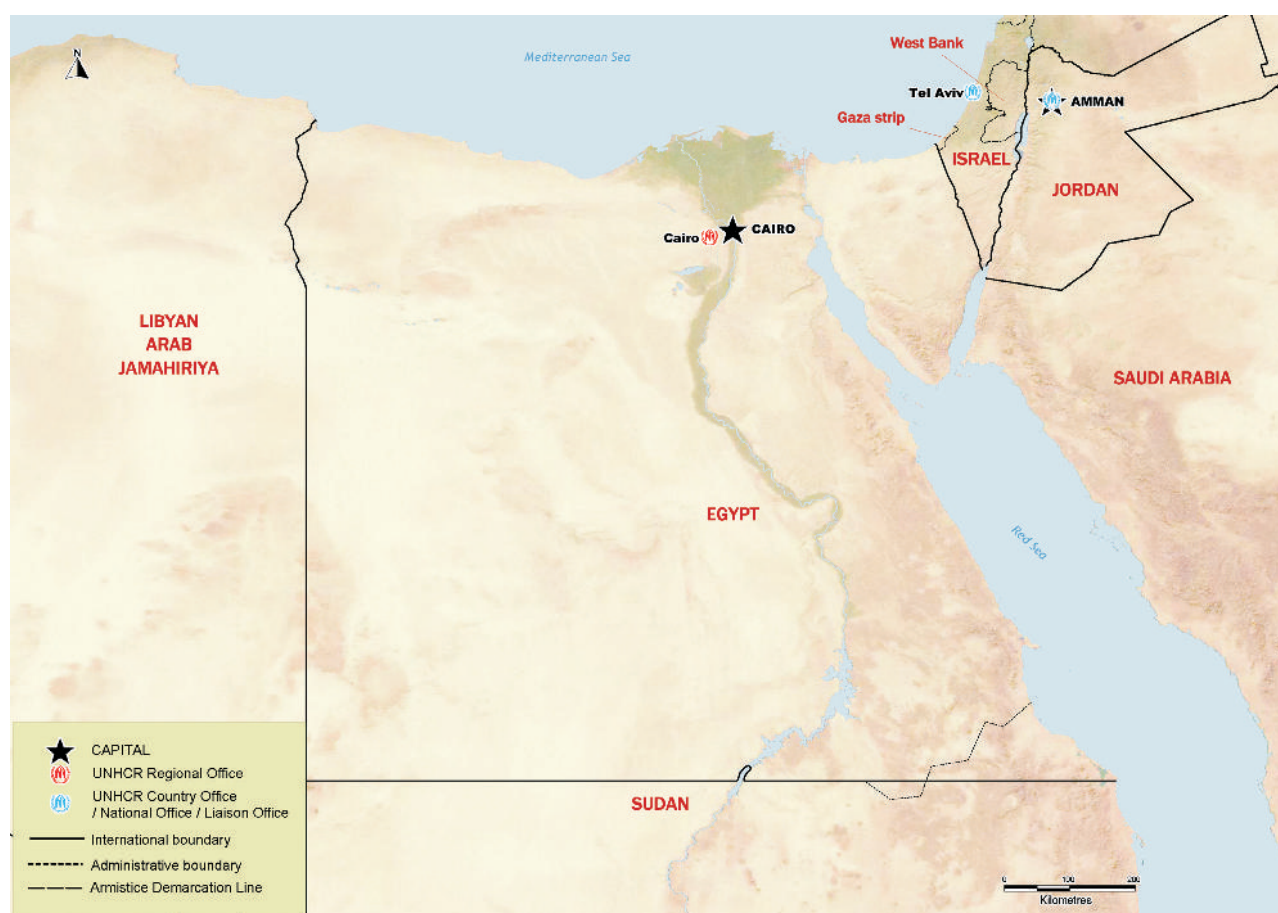 N
Mediterranean Sea
West Bank
Tel Aviv
AMMAN
Gaza strip
ISRAEL
JORDAN
Cairo
CAIRO
LIBYAN
ARAB
JAMAHIRIYA
SAUDI ARABIA
EGYPT
Red Sea
SUDAN
CAPITAL
UNHCR Regional Office
UNHCR Country Office
/ National Office / Liaison Office
International boundary
Administrative boundary
Armistice Demarcation Line
0 100 200
Kilometres